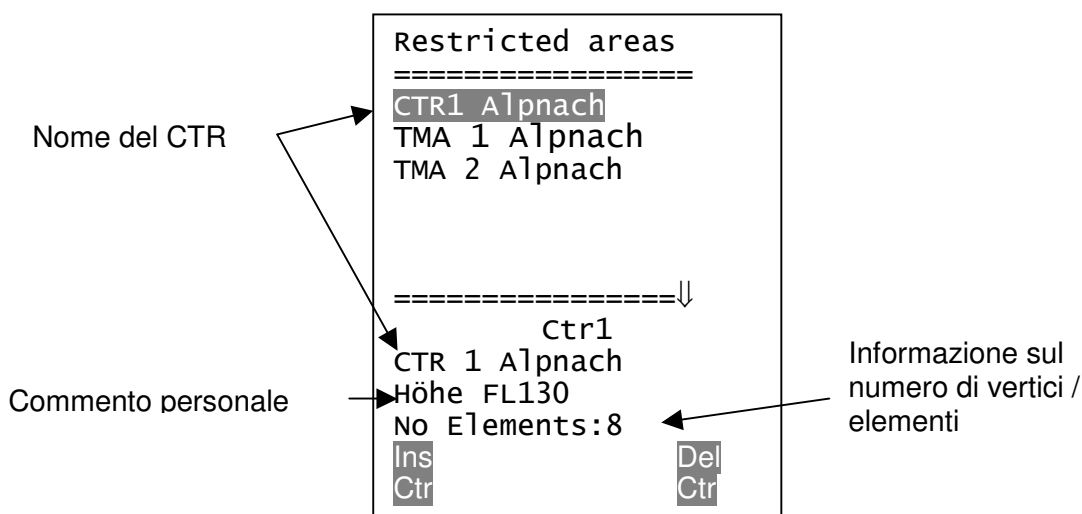 Restricted areas
=================
CTR1 Alpnach
TMA 1 Alpnach
TMA 2 Alpnach
Nome del CTR
================⇓
Ctr1
CTR 1 Alpnach
Höhe FL130
No Elements:8
Ins Del
Ctr Ctr
Commento personale
Informazione sul
numero di vertici /
elementi